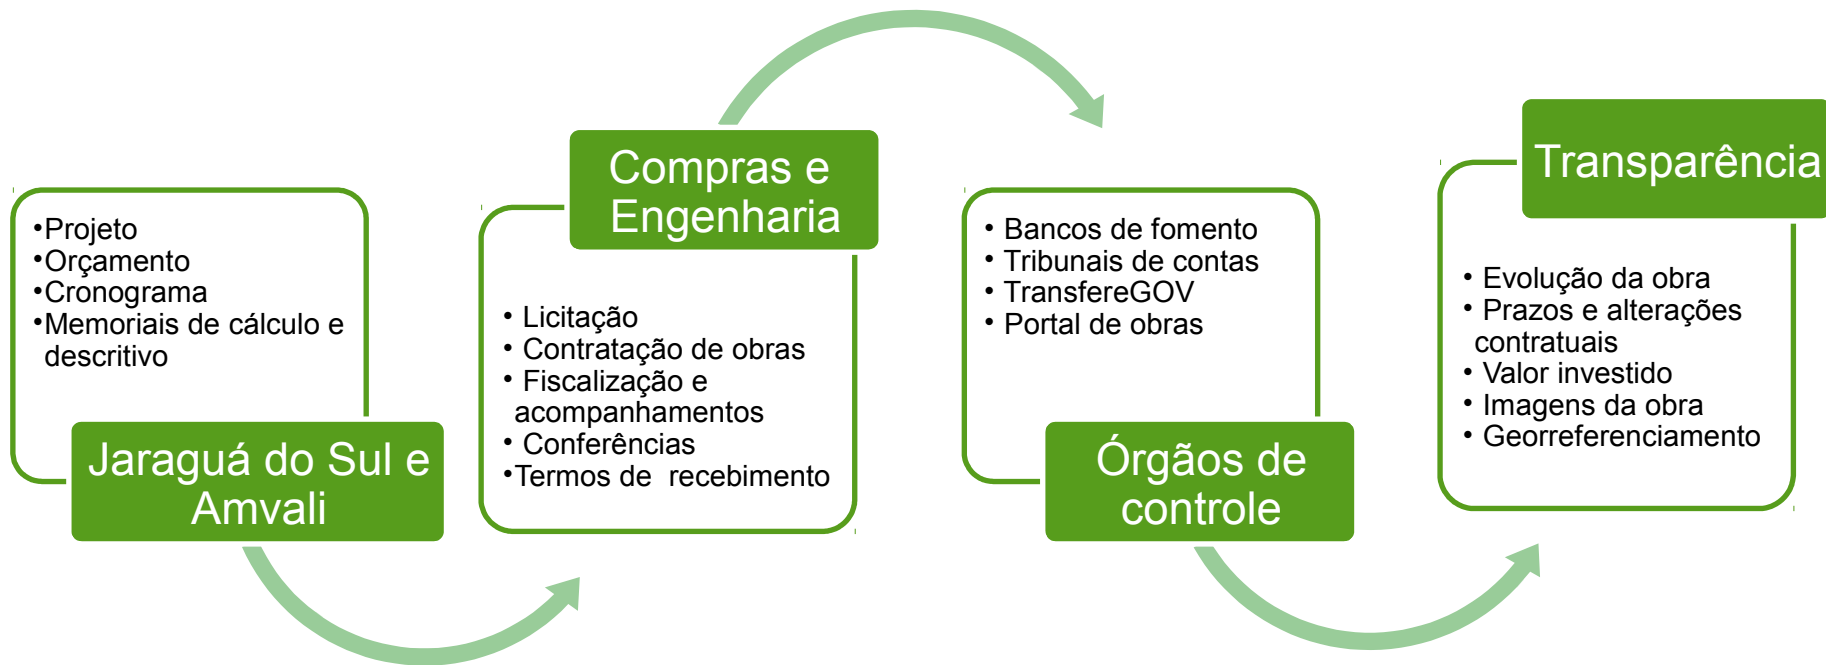 •Projeto
•Orçamento
•Cronograma
•Memoriais de cálculo e
descritivo
Jaraguá do Sul e
Amvali
Compras e
Engenharia
• Licitação
• Contratação de obras
• Fiscalização e
acompanhamentos
• Conferências
•Termos de recebimento
• Bancos de fomento
• Tribunais de contas
• TransfereGOV
• Portal de obras
Órgãos de
controle
Transparência
• Evolução da obra
• Prazos e alterações
contratuais
• Valor investido
• Imagens da obra
• Georreferenciamento